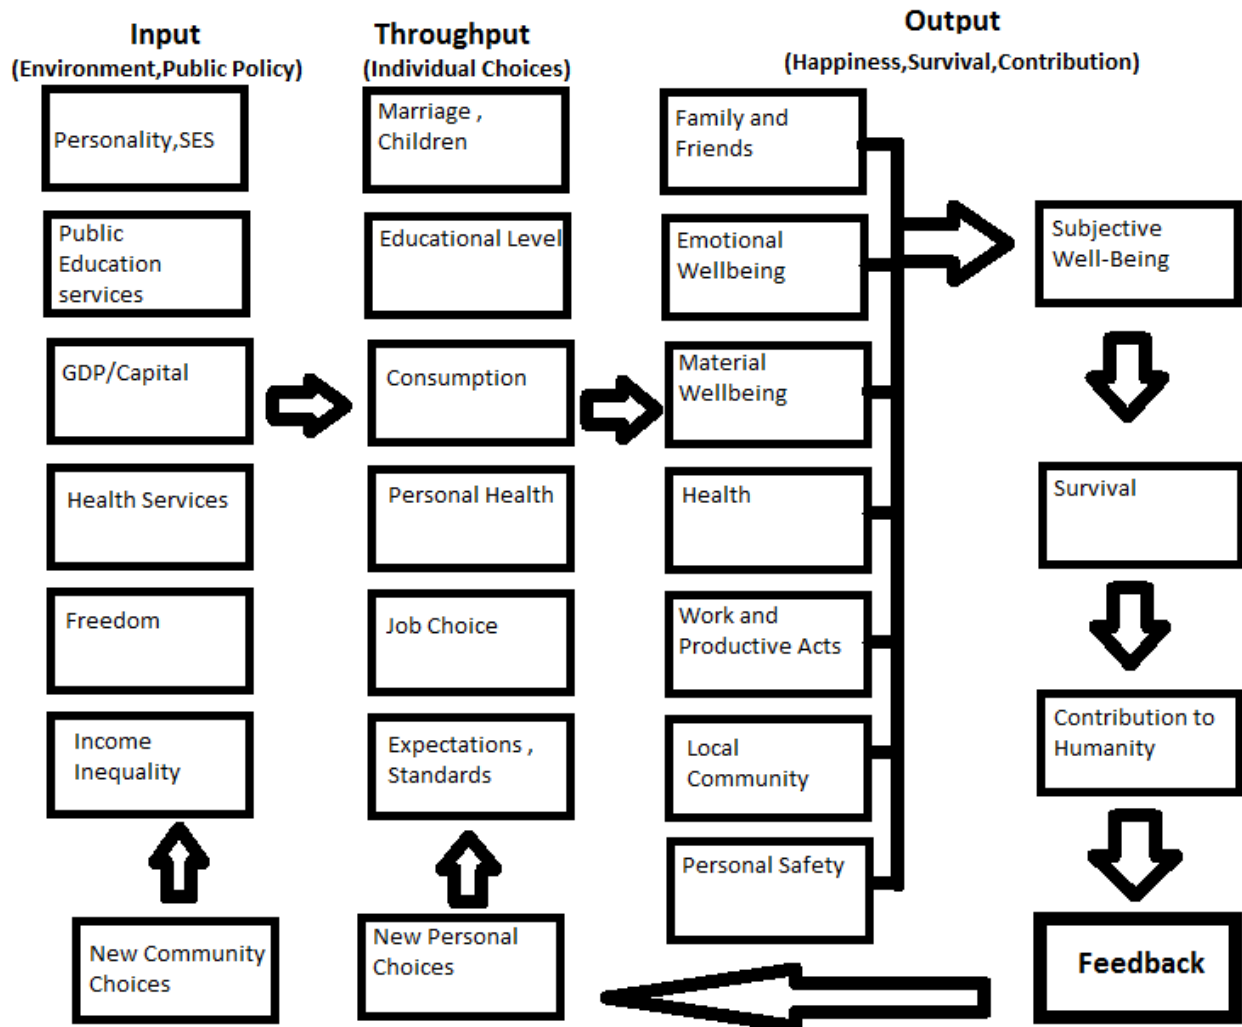 Input
(Environment,Public Policy)
Personality,SES
Public
Education
services
GDP/Capital
Health Services
Freedom
Income
Inequality
New Community
Choices
Throughput
(Individual Choices)
Marriage ,
Children
Educational Level
Consumption
Personal Health
Job Choice
Expectations ,
Standards
New Personal
Choices
Output
(Happiness,Survival,Contribution)
Family and
Friends
Emotional
Wellbeing
Material
Wellbeing
Health
Work and
Productive Acts
Local
Community
Personal Safety
Subjective
Well-Being
Survival
Contribution to
Humanity
Feedback